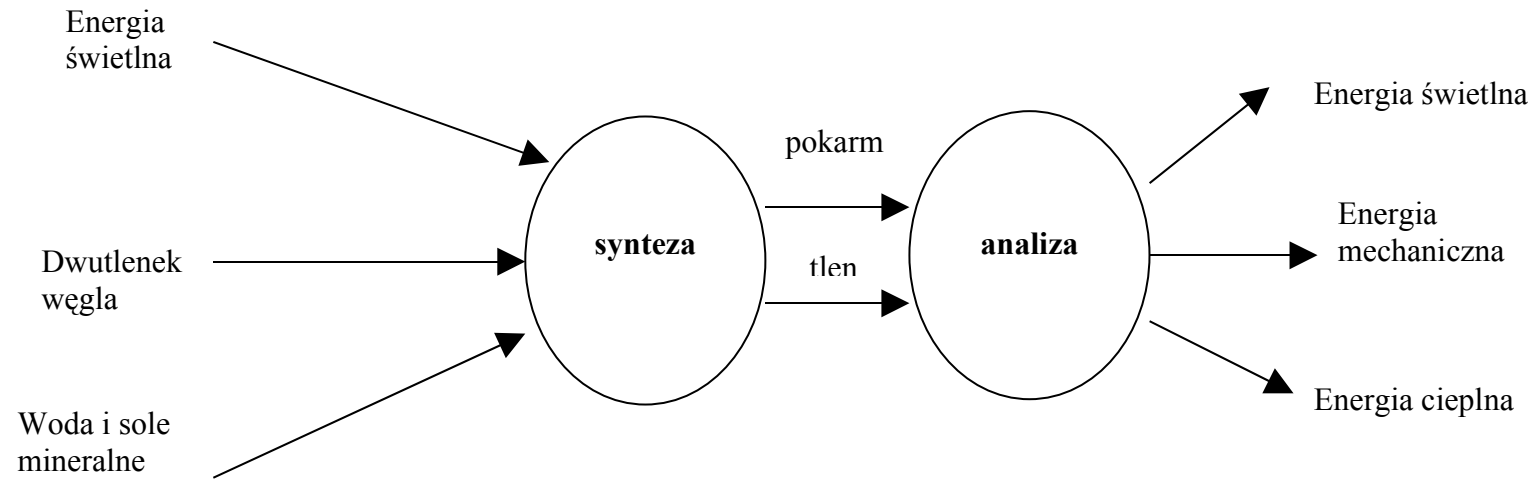 Energia
świetlna
Dwutlenek
węgla
Woda i sole
mineralne
synteza
pokarm
tlen
analiza
Energia świetlna
Energia
mechaniczna
Energia cieplna